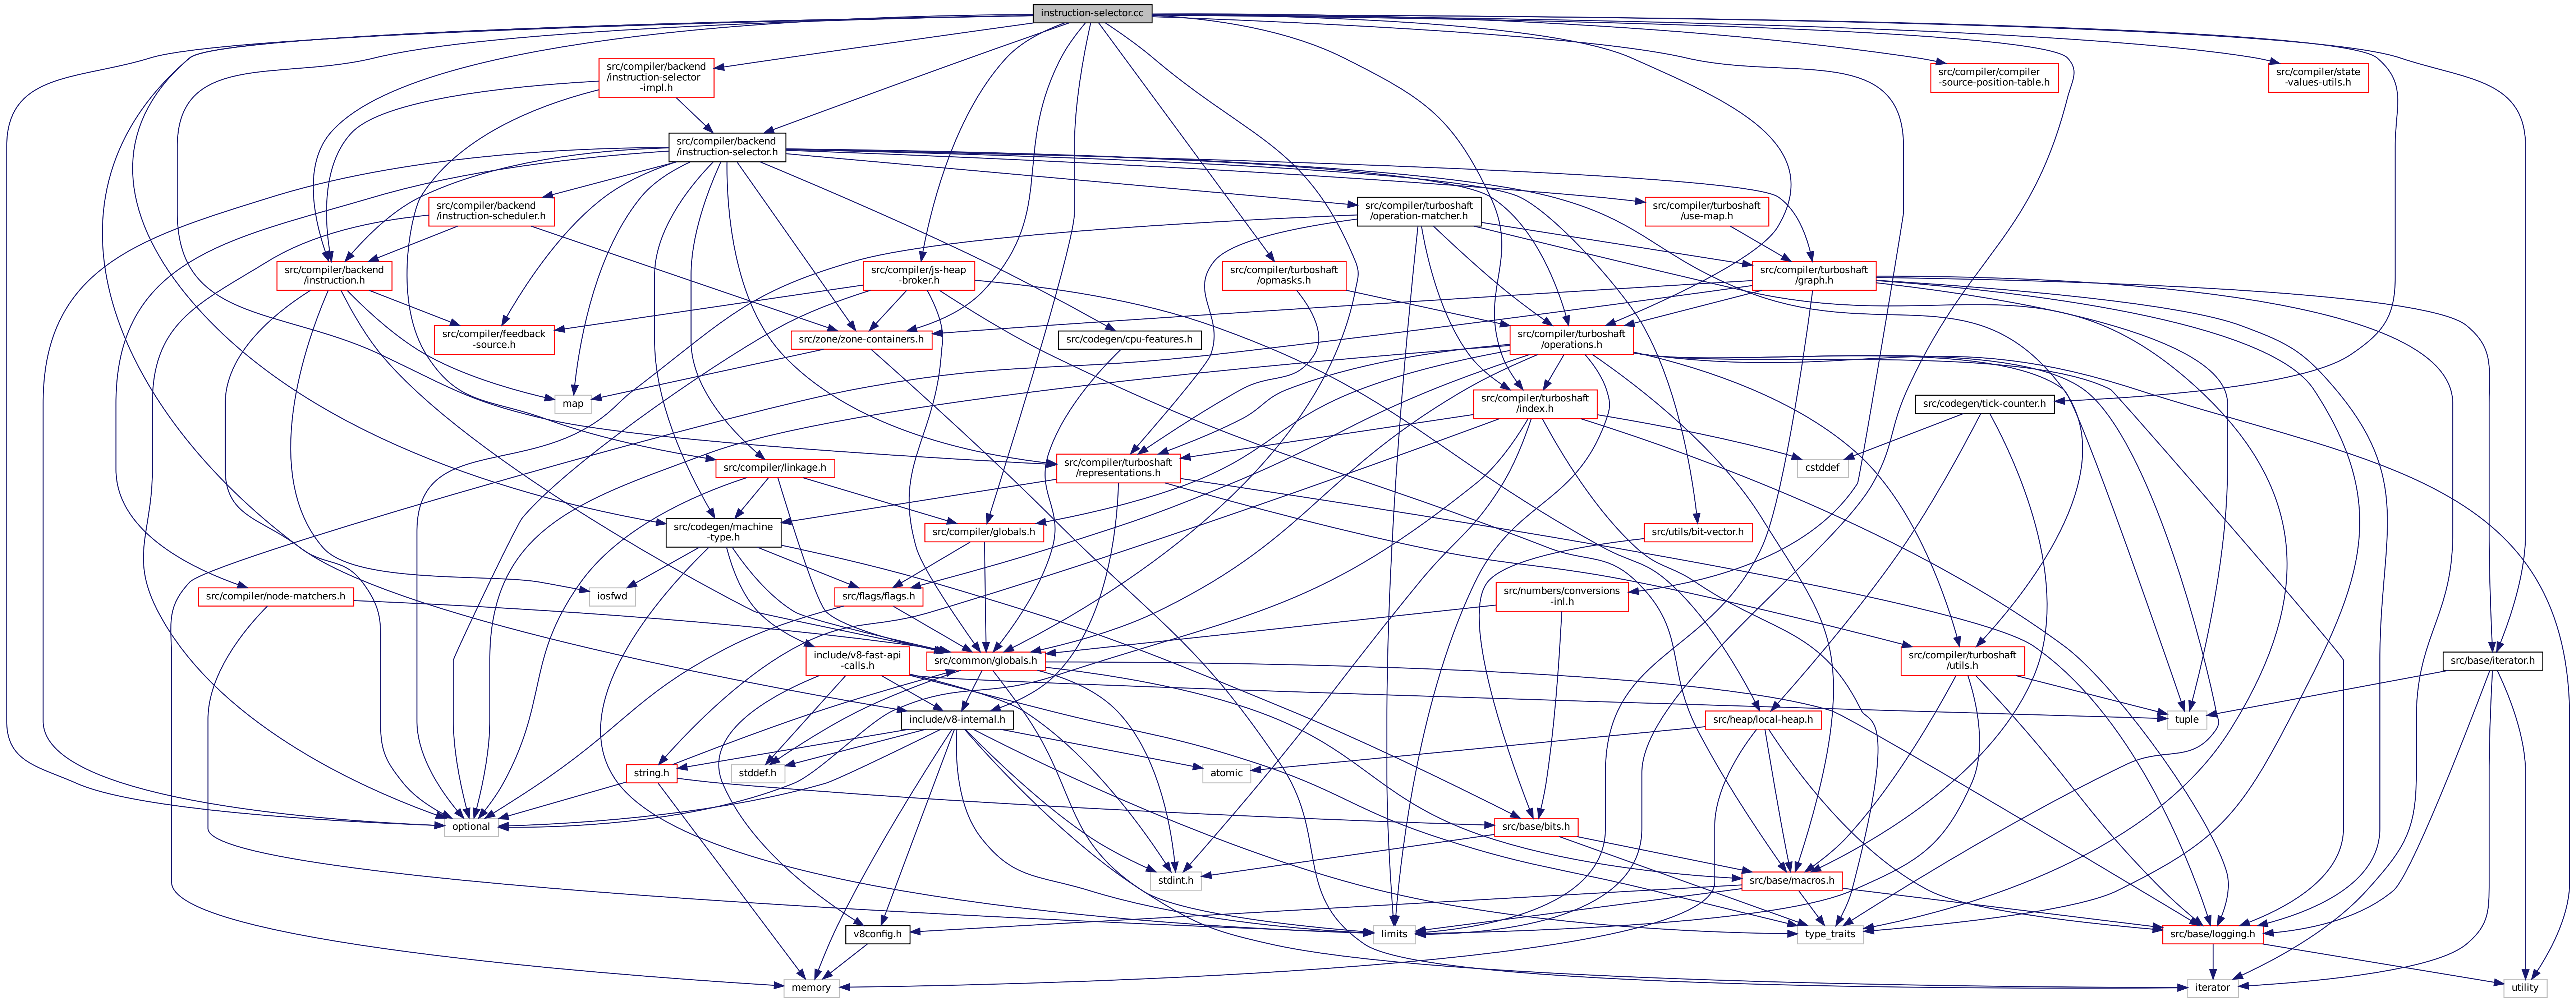 instruction-selector.cc
src/compiler/backend
/instruction-selector
-impl.h
src/compiler/compiler
-source-position-table.h
src/compiler/state
-values-utils.h
src/compiler/backend
/instruction-selector.h
src/compiler/backend
/instruction-scheduler.h
src/compiler/turboshaft
/operation-matcher.h
src/compiler/turboshaft
/use-map.h
src/compiler/backend
/instruction.h
src/compiler/js-heap
-broker.h
src/compiler/turboshaft
/opmasks.h
src/compiler/turboshaft
/graph.h
src/compiler/feedback
-source.h
src/zone/zone-containers.h
src/codegen/cpu-features.h
src/compiler/turboshaft
/operations.h
map
src/compiler/turboshaft
/index.h
src/codegen/tick-counter.h
src/compiler/linkage.h
src/compiler/turboshaft
/representations.h
cstddef
src/codegen/machine
-type.h
src/compiler/globals.h
src/utils/bit-vector.h
src/compiler/node-matchers.h
iosfwd
src/flags/flags.h
src/numbers/conversions
-inl.h
include/v8-fast-api
-calls.h
src/common/globals.h
src/compiler/turboshaft
/utils.h
src/base/iterator.h
include/v8-internal.h
src/heap/local-heap.h
tuple
string.h
stddef.h
atomic
optional
src/base/bits.h
stdint.h
src/base/macros.h
v8config.h
limits
type_traits
src/base/logging.h
memory
iterator
utility